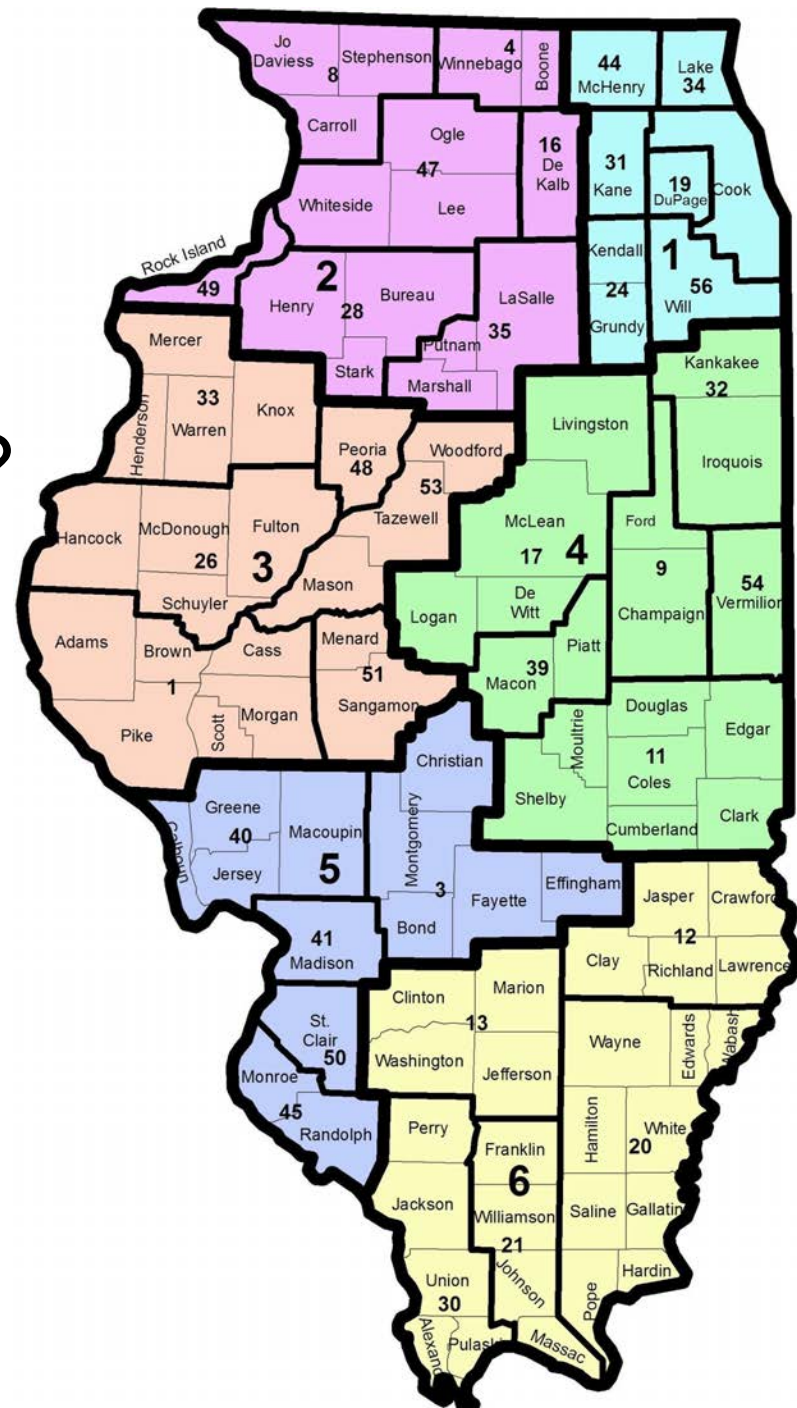 Jo
Daviess
8
Stephenson
4
Winnebago
Boone
44
McHenry
Lake
34
Carroll
Ogle
47
16
De
Kalb
31
Kane
19
DuPage
Cook
Whiteside
Lee
Rock Island
49
Henry
2
28
Bureau
LaSalle
35
Putnam
Stark
Marshall
Kendall
24
Grundy
1
56
Will
Mercer
33
Henderson
Warren
Knox
Peoria
48
Woodford
53
Tazewell
Livingston
Kankakee
32
Iroquois
Hancock
McDonough
26
Fulton
3
Schuyler
Mason
McLean
17
4
Ford
9
Champaign
54
Vermilion
Logan
De
Witt
Piatt
39
Macon
Adams
Brown
1
Cass
Menard
51
Sangamon
Pike
Scott
Morgan
Christian
Shelby
Moultrie
Douglas
11
Coles
Edgar
Cumberland
Clark
Calhoun
Greene
40
Jersey
Macoupin
5
Montgomery
3
Bond
Fayette
Effingham
Jasper
Crawford
12
Clay
Richland
Lawrence
41
Madison
St.
Clair
50
Monroe
45
Randolph
Clinton
13
Marion
Washington
Jefferson
Wayne
Edwards
Wabash
Perry
Franklin
6
Hamilton
White
20
Jackson
Williamson
21
Saline
Gallatin
Union
30
Johnson
Pope
Hardin
Pulaski
Massac